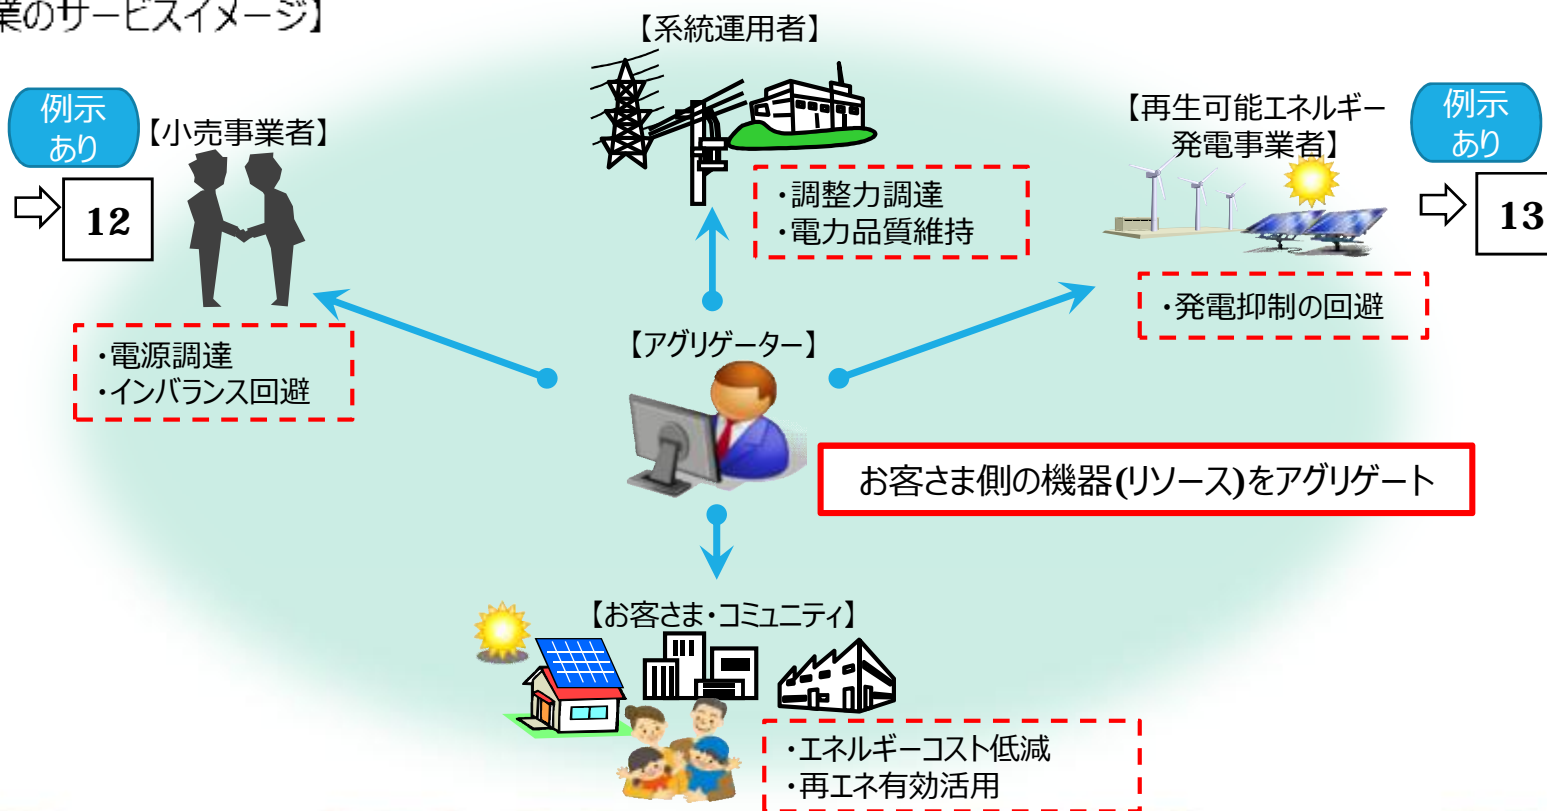 業のサービスイメージ】
【系統運用者】
・調整力調達
・電力品質維持
例示
あり
【小売事業者】
12
・電源調達
・インバランス回避
【再生可能エネルギー
発電事業者】
例示
あり
13
・発電抑制の回避
【アグリゲーター】
お客さま側の機器(リソース)をアグリゲート
【お客さま・コミュニティ】
・エネルギーコスト低減
・再エネ有効活用